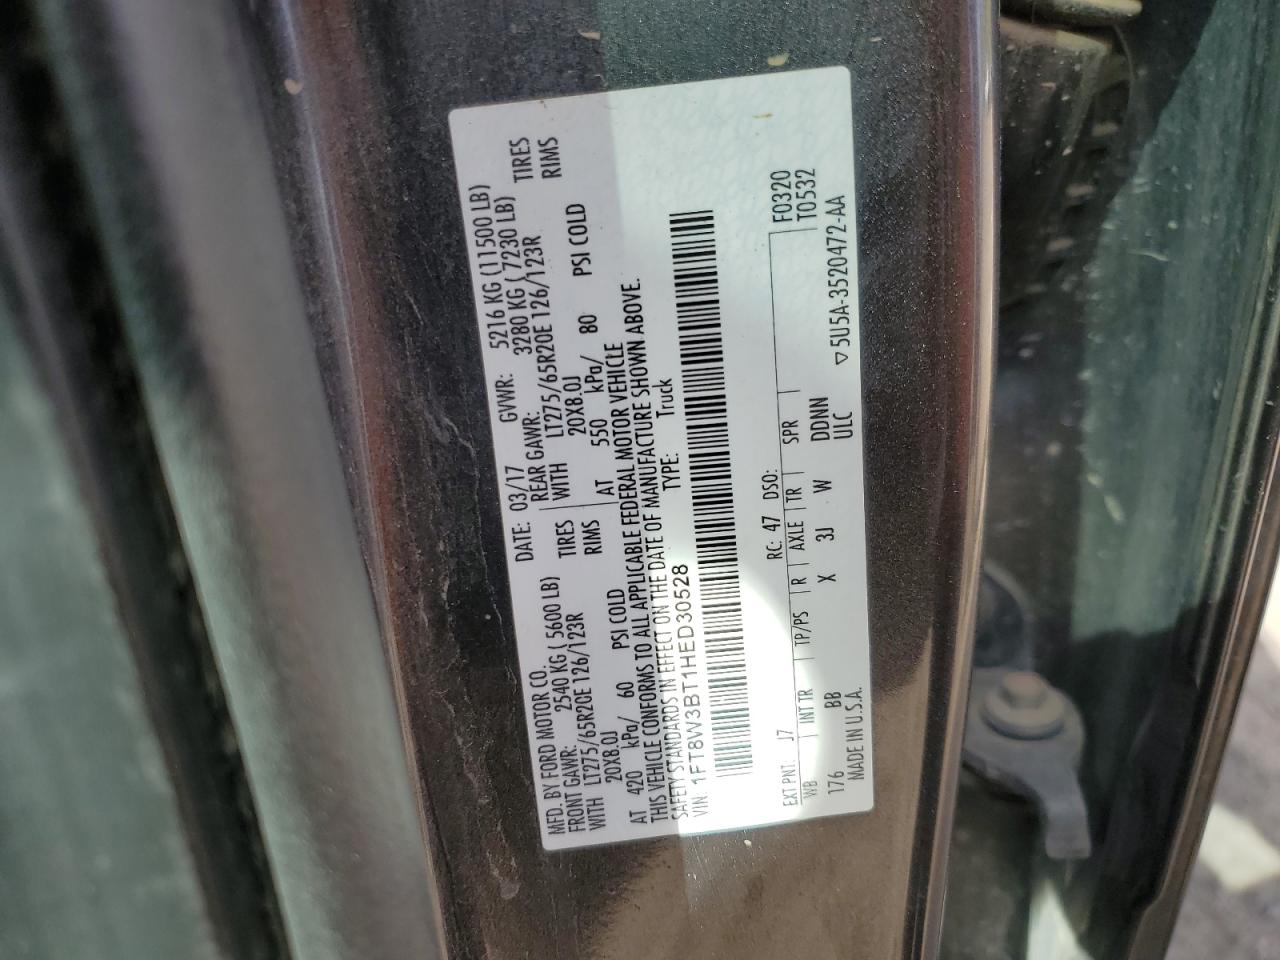 MFD. BY FORD MOTOR CO.
DATE: 03/17 GVWR: 5216 KG (11500 LB)
FRONT GAWR: 2540 KG ( 5600 LB) REAR GAWR: 3280 KG ( 7230 LB)
WITH LT275/65R20E 126/123R TIRES WITH LT275/65R20E 126/123R TIRES
20X8.0J RIMS 20X8.0J RIMS
AT 420 kPa/ 60 PSI COLD AT 550 kPa/ 80 PSI COLD
THIS VEHICLE CONFORMS TO ALL APPLICABLE FEDERAL MOTOR VEHICLE
SAFETY STANDARDS IN EFFECT ON THE DATE OF MANUFACTURE SHOWN ABOVE.
VIN: 1FT8W3BT1HED30528 TYPE: Truck
F0320
EXT PNT: J7 RC: 47 DSO: T0532
WB INT TR TP/PS R AXLE TR SPR
176 BB X 3J W DDNN
MADE IN U.S.A. ULC ▽5U5A-3520472-AA